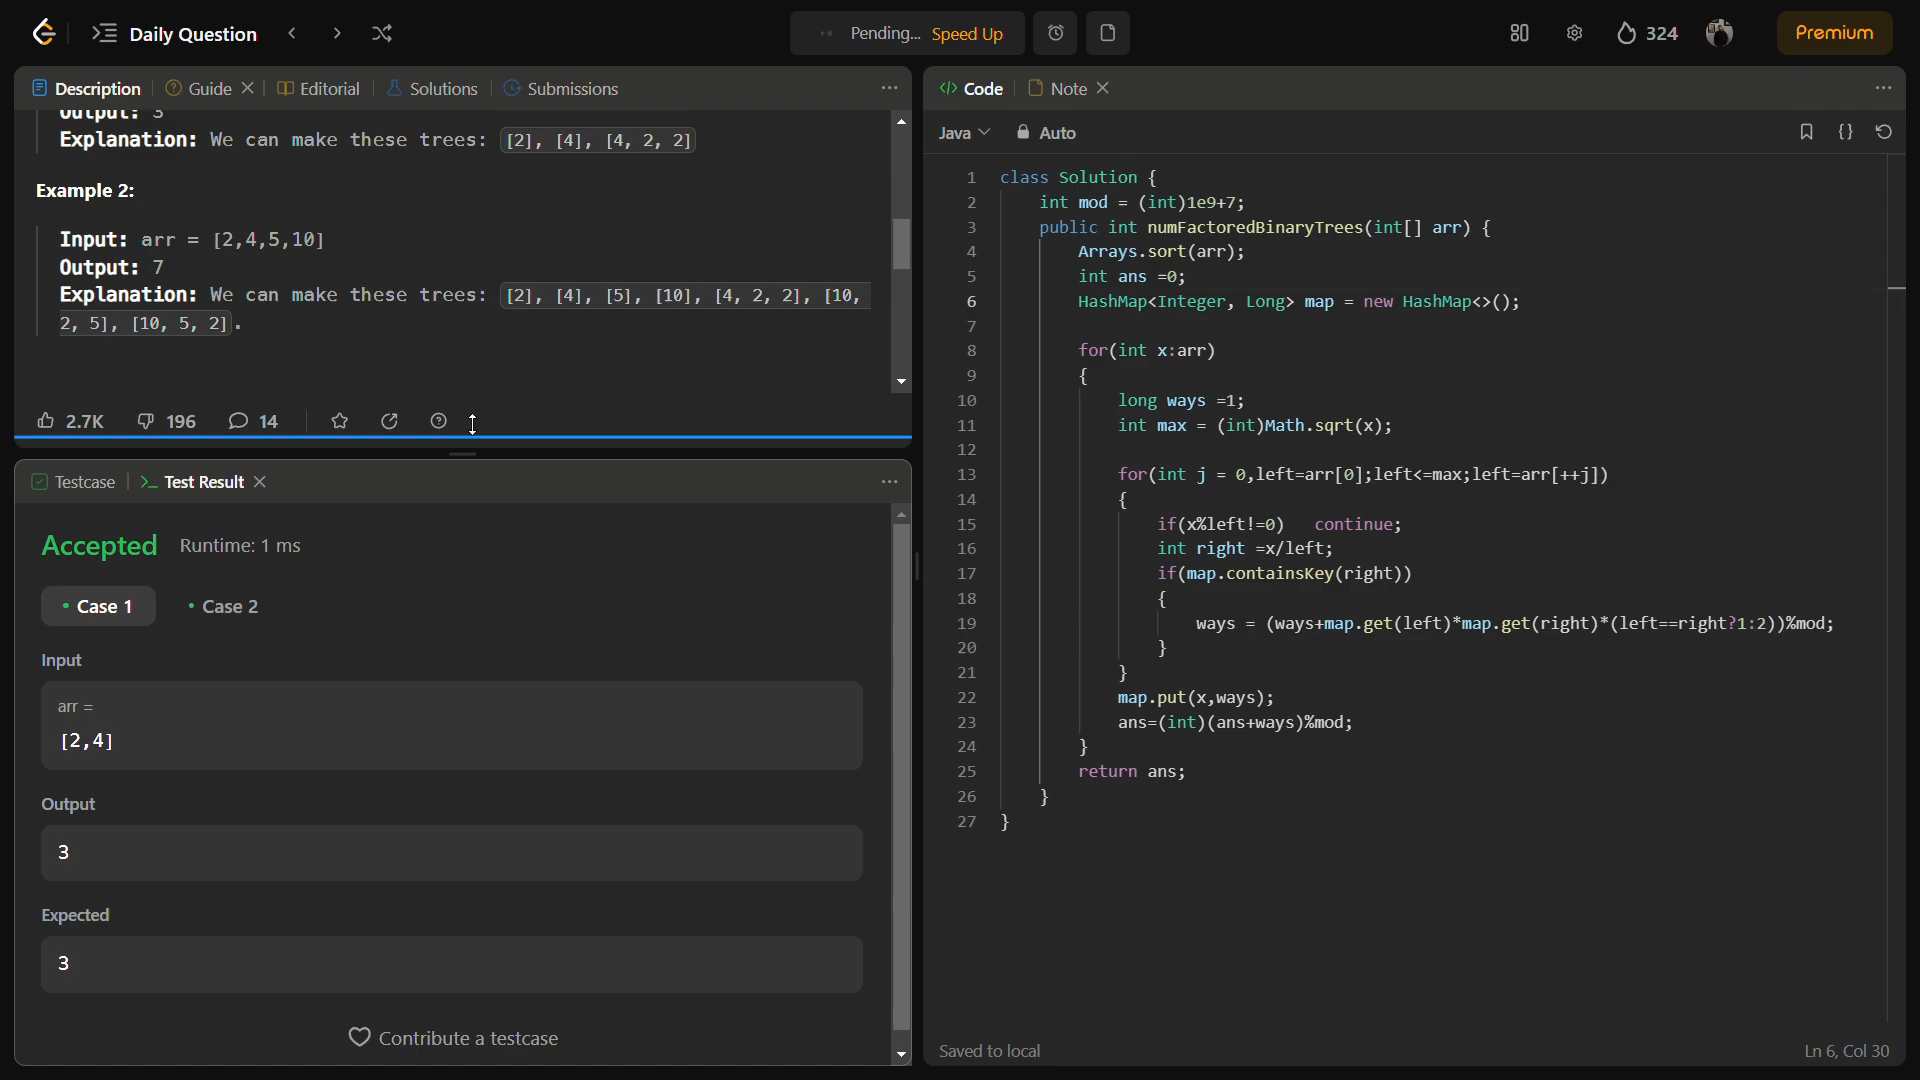 Daily Question
Pending... Speed Up
324
Premium
Description
Guide
Editorial
Solutions
Submissions
Output: 3
Explanation: We can make these trees: [2], [4], [4, 2, 2]
Example 2:
Input: arr = [2,4,5,10]
Output: 7
Explanation: We can make these trees: [2], [4], [5], [10], [4, 2, 2], [10,
2, 5], [10, 5, 2].
2.7K
196
14
Testcase
Test Result
Accepted Runtime: 1 ms
Case 1
Case 2
Input
arr =
[2,4]
Output
3
Expected
3
Contribute a testcase
Code
Note
Java
Auto
1 class Solution {
2 int mod = (int)1e9+7;
3 public int numFactoredBinaryTrees(int[] arr) {
4 Arrays.sort(arr);
5 int ans =0;
6 HashMap<Integer, Long> map = new HashMap<>();
7
8 for(int x:arr)
9 {
10 long ways =1;
11 int max = (int)Math.sqrt(x);
12
13 for(int j = 0,left=arr[0];left<=max;left=arr[++j])
14 {
15 if(x%left!=0) continue;
16 int right =x/left;
17 if(map.containsKey(right))
18 {
19 ways = (ways+map.get(left)*map.get(right)*(left==right?1:2))%mod;
20 }
21 }
22 map.put(x,ways);
23 ans=(int)(ans+ways)%mod;
24 }
25 return ans;
26 }
27 }
Saved to local
Ln 6, Col 30